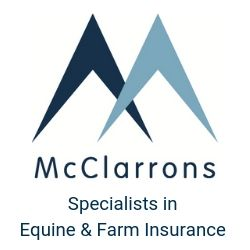 McClarrons
Specialists in
Equine & Farm Insurance